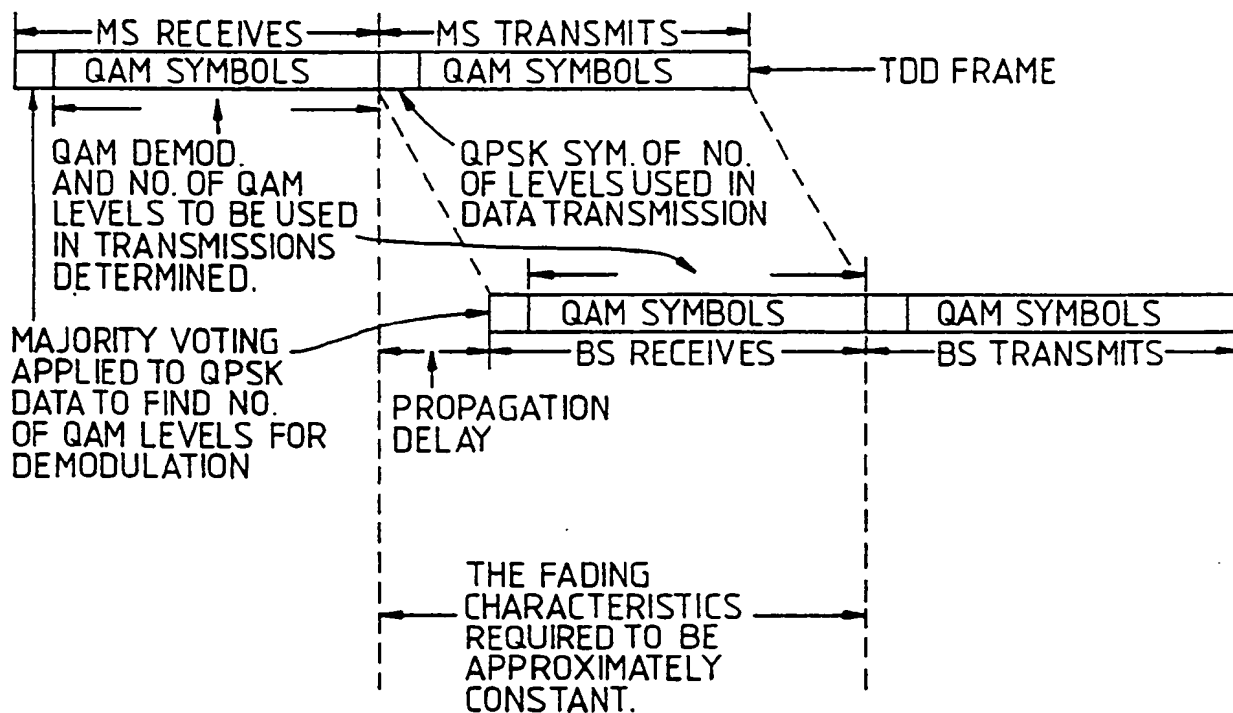 MS RECEIVES
MS TRANSMITS
QAM SYMBOLS
QAM SYMBOLS
TDD FRAME
QAM DEMOD.
AND NO. OF QAM
LEVELS TO BE USED
IN TRANSMISSIONS
DETERMINED.
QPSK SYM. OF NO.
OF LEVELS USED IN
DATA TRANSMISSION
QAM SYMBOLS
QAM SYMBOLS
BS RECEIVES
BS TRANSMITS
MAJORITY VOTING
APPLIED TO QPSK
DATA TO FIND NO.
OF QAM LEVELS FOR
DEMODULATION
PROPAGATION
DELAY
THE FADING
CHARACTERISTICS
REQUIRED TO BE
APPROXIMATELY
CONSTANT.